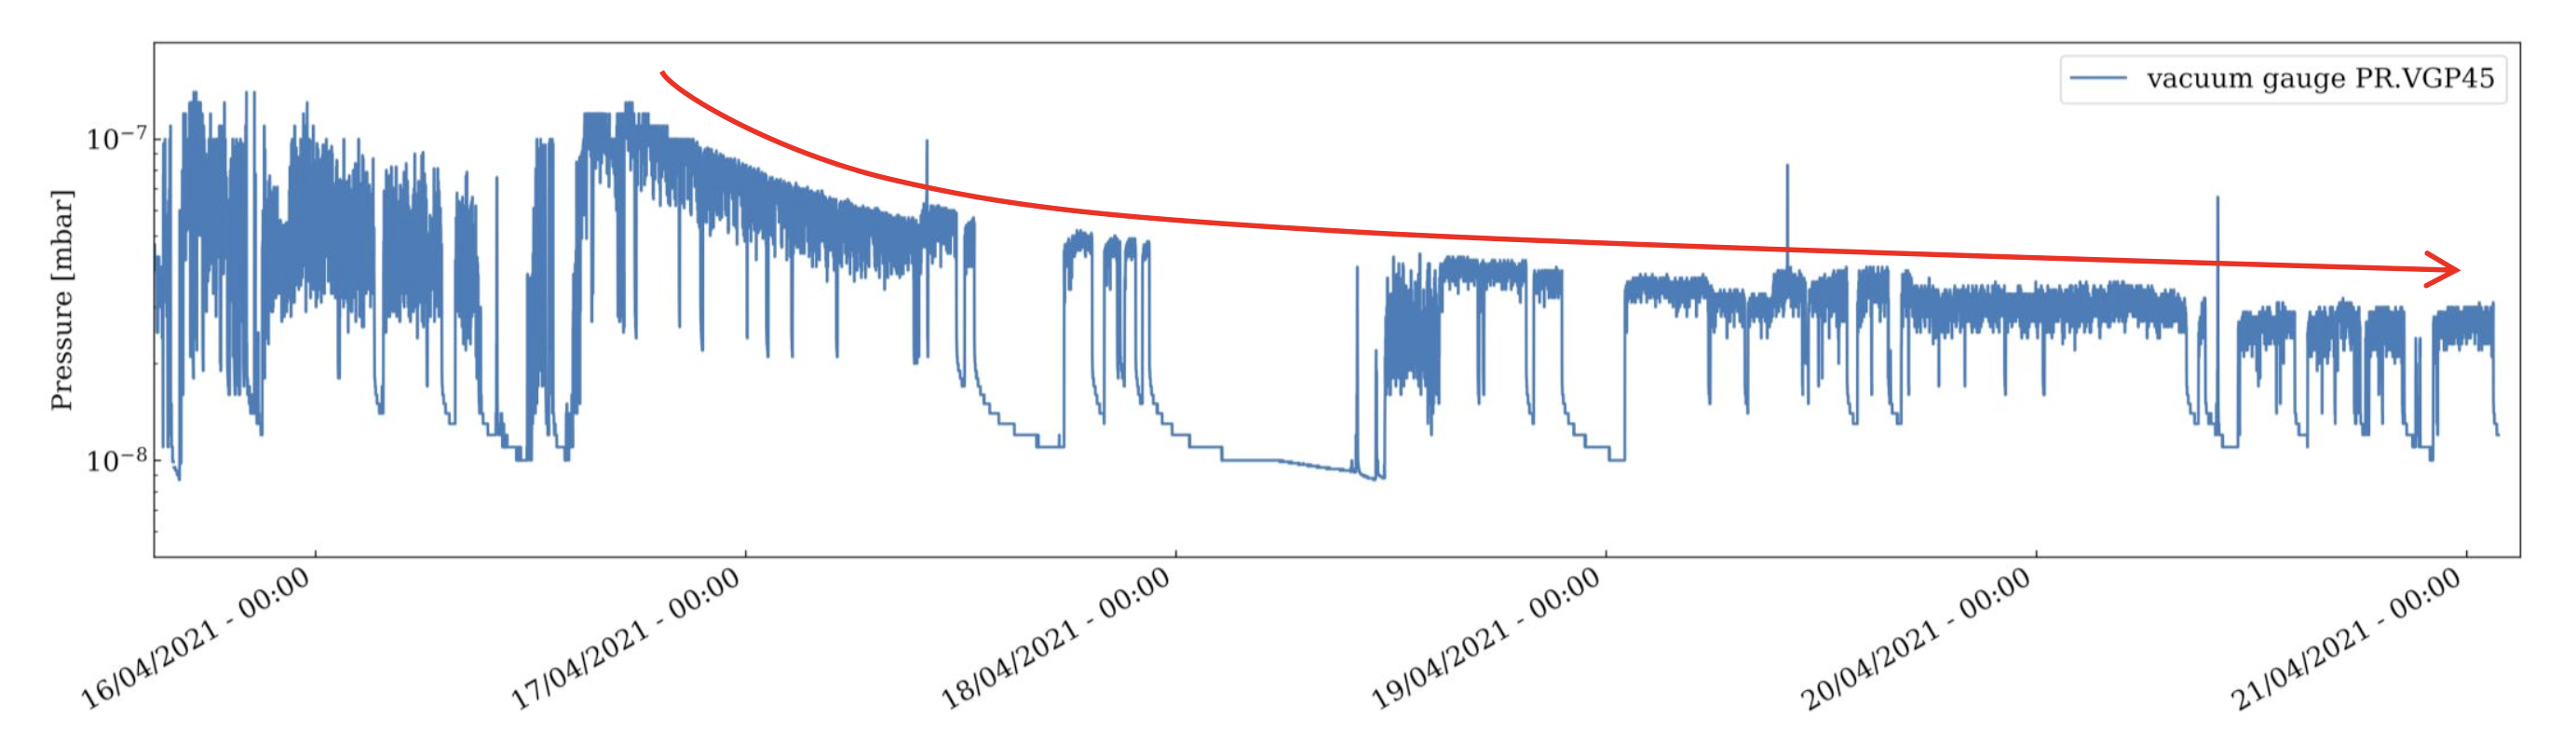 vacuum gauge PR.VGP45
Pressure [mbar]
10⁻⁷
10⁻⁸
16/04/2021 - 00:00
17/04/2021 - 00:00
18/04/2021 - 00:00
19/04/2021 - 00:00
20/04/2021 - 00:00
21/04/2021 - 00:00